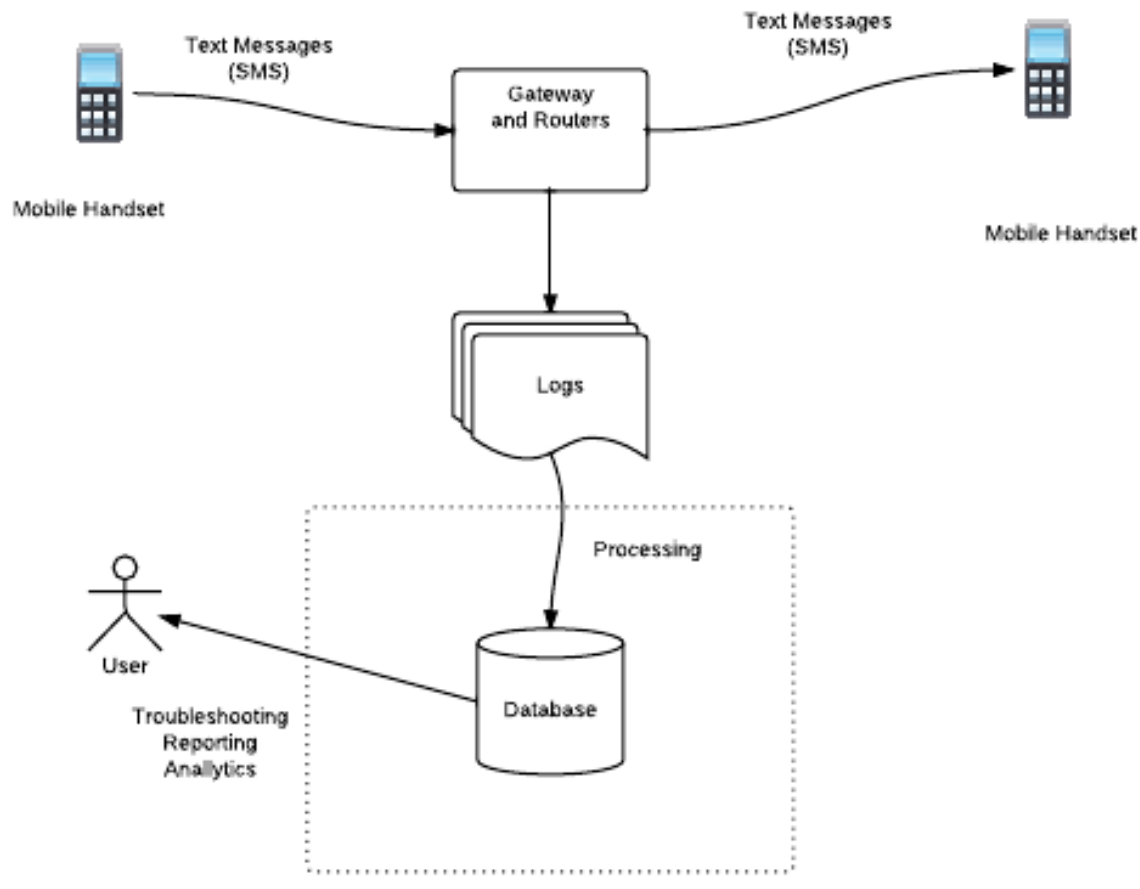 Text Messages
(SMS)
Text Messages
(SMS)
Gateway
and Routers
Mobile Handset
Mobile Handset
Logs
Processing
User
Database
Troubleshooting
Reporting
Anallytics